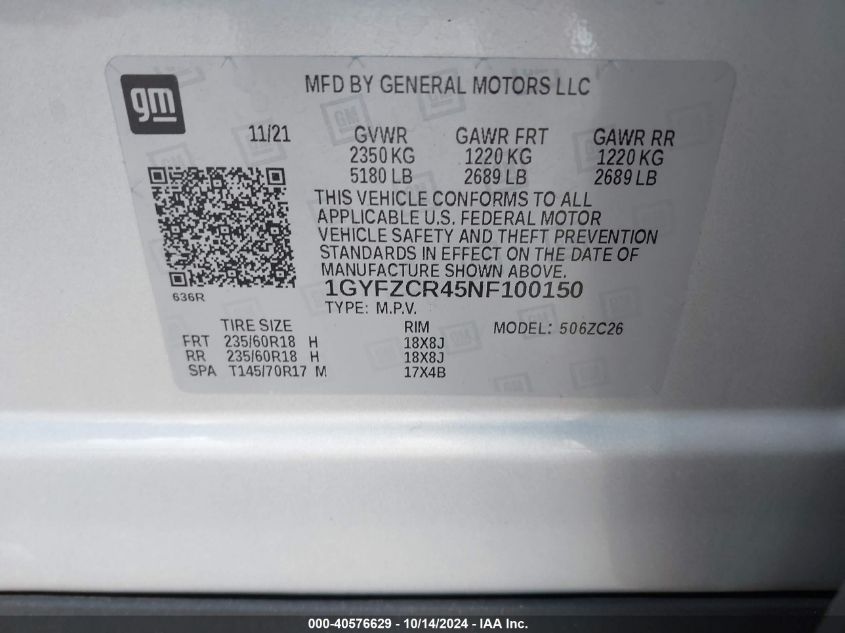 gm
MFD BY GENERAL MOTORS LLC
11/21 GVWR GAWR FRT GAWR RR
2350 KG 1220 KG 1220 KG
5180 LB 2689 LB 2689 LB
THIS VEHICLE CONFORMS TO ALL
APPLICABLE U.S. FEDERAL MOTOR
VEHICLE SAFETY AND THEFT PREVENTION
STANDARDS IN EFFECT ON THE DATE OF
MANUFACTURE SHOWN ABOVE.
1GYFZCR45NF100150
636R
TYPE: M.P.V.
TIRE SIZE RIM MODEL: 506ZC26
FRT 235/60R18 H 18X8J
RR 235/60R18 H 18X8J
SPA T145/70R17 M 17X4B
000-40576629 - 10/14/2024 - IAA Inc.